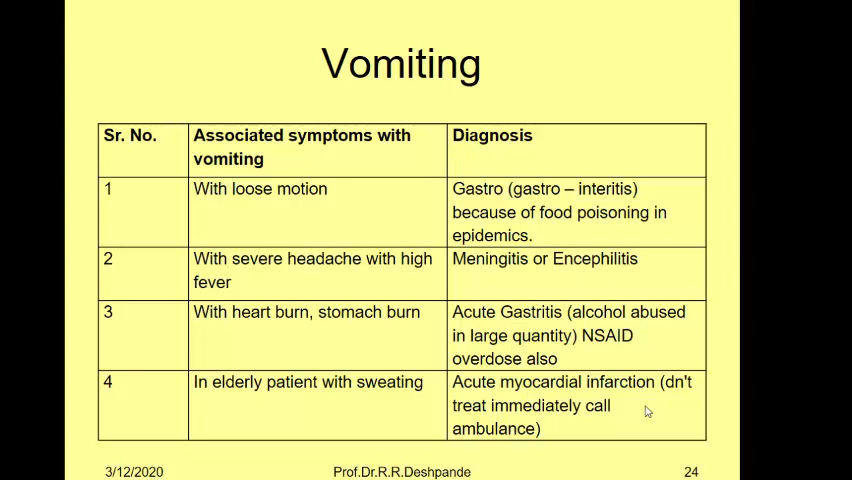 Vomiting
Sr. No.
Associated symptoms with
vomiting
Diagnosis
1
With loose motion
Gastro (gastro – interitis)
because of food poisoning in
epidemics.
2
With severe headache with high
fever
Meningitis or Encephilitis
3
With heart burn, stomach burn
Acute Gastritis (alcohol abused
in large quantity) NSAID
overdose also
4
In elderly patient with sweating
Acute myocardial infarction (dn't
treat immediately call
ambulance)
3/12/2020
Prof.Dr.R.R.Deshpande
24